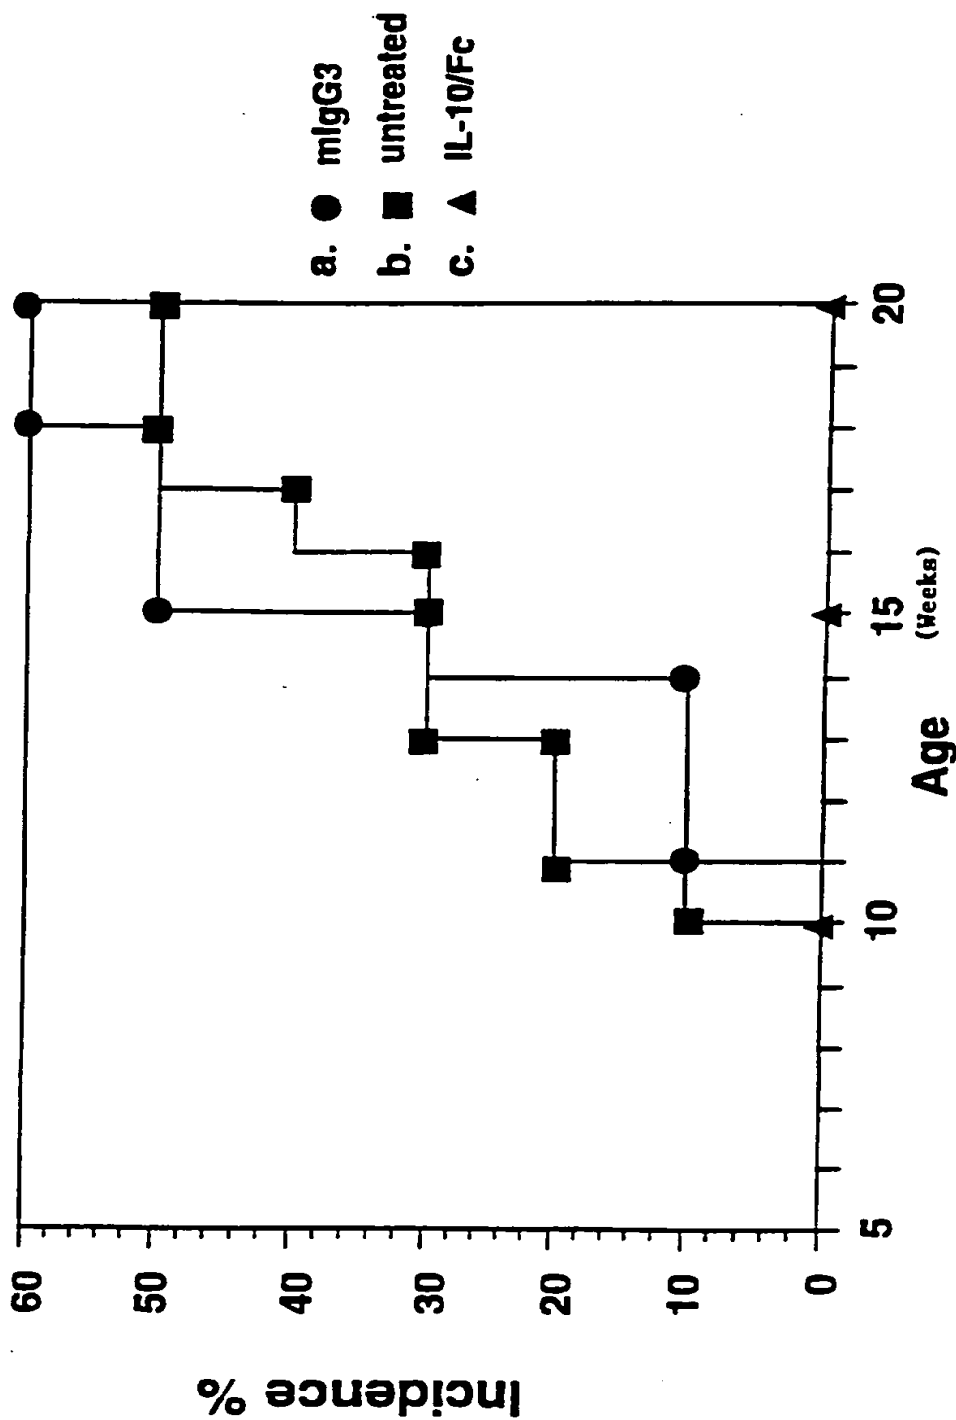 Incidence %
60
50
40
30
20
10
0
5
10
15
20
Age
(Weeks)
a. ● mIgG3
b. ■ untreated
c. ▲ IL-10/Fc